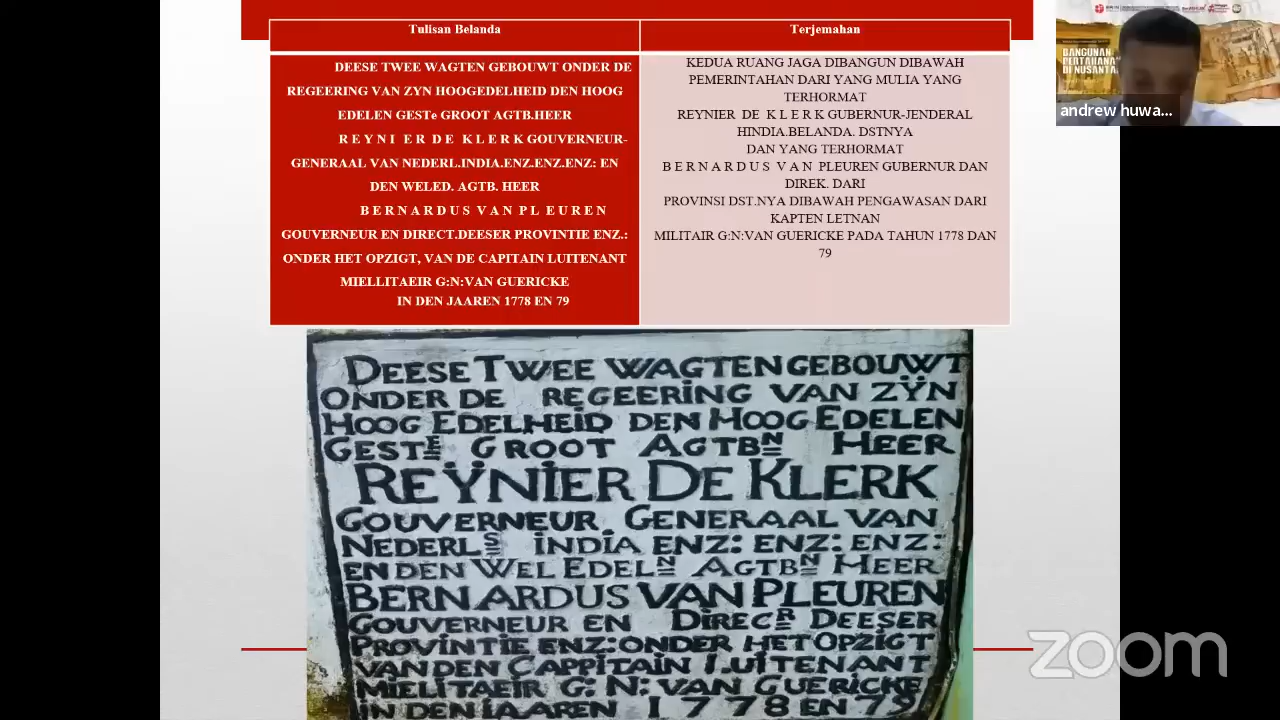 Tulisan Belanda
DEESE TWEE WAGTEN GEBOUWT ONDER DE
REGEERING VAN ZYN HOOGEDELHEID DEN HOOG
EDELEN GESTe GROOT AGTB.HEER
R E Y N I E R D E K L E R K GOUVERNEUR-
GENERAAL VAN NEDERL.INDIA.ENZ.ENZ.ENZ: EN
DEN WELED. AGTB. HEER
B E R N A R D U S V A N P L E U R E N
GOUVERNEUR EN DIRECT.DEESER PROVINTIE ENZ.:
ONDER HET OPZIGT, VAN DE CAPITAIN LUITENANT
MIELLITAEIR G:N:VAN GUERICKE
IN DEN JAAREN 1778 EN 79
Terjemahan
KEDUA RUANG JAGA DIBANGUN DIBAWAH
PEMERINTAHAN DARI YANG MULIA YANG
TERHORMAT
REYNIER DE K L E R K GUBERNUR-JENDERAL
HINDIA.BELANDA. DSTNYA
DAN YANG TERHORMAT
B E R N A R D U S V A N PLEUREN GUBERNUR DAN
DIREK. DARI
PROVINSI DST.NYA DIBAWAH PENGAWASAN DARI
KAPTEN LETNAN
MILITAIR G:N:VAN GUERICKE PADA TAHUN 1778 DAN
79
BANGUNAN
PERTAHANAN
DI NUSANTA
andrew huwa...
DEESE TWEE WAGTEN GEBOUWT
ONDER DE REGEERING VAN ZŸN
HOOG EDELHEID DEN HOOG EDELEN
GESTE GROOT AGTBN HEER
REŸNIER DE KLERK
GOUVERNEUR GENERAAL VAN
NEDERLS INDIA ENZ: ENZ: ENZ:
EN DEN WEL EDELN AGTBN HEER
BERNARDUS VAN PLEUREN
GOUVERNEUR EN DIRECR DEESER
PROVINTIE ENZ: ONDER HET OPZIGT
VAN DEN CAPPITAIN LUITENANT
MIELITAEIR G: N: VAN GUERICKE
IN DEN IAAREN 1778 EN 79
zoom